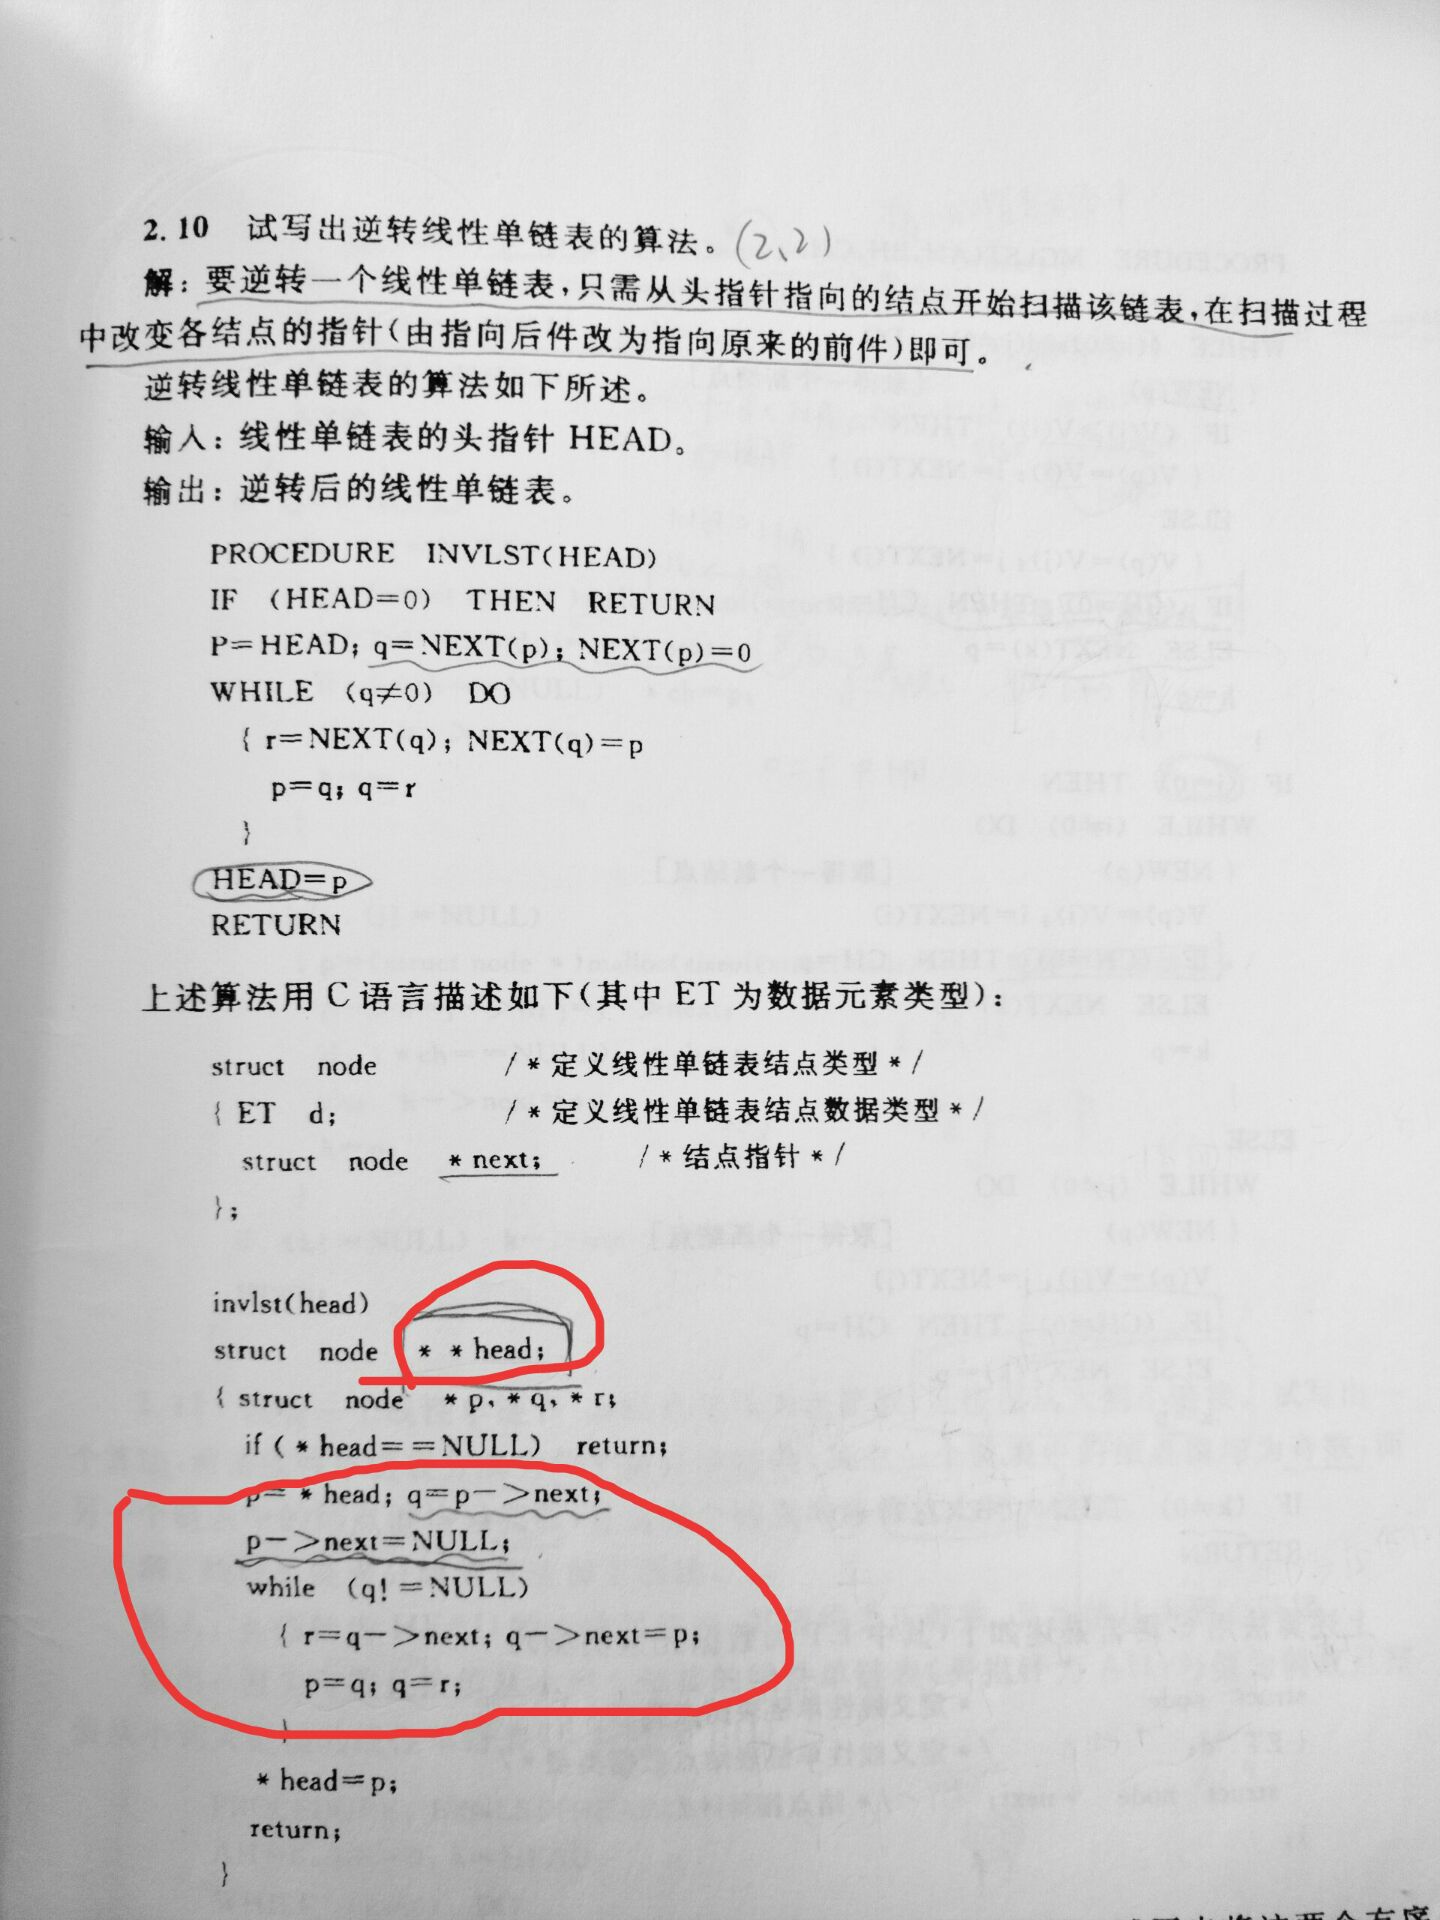 2.10 试写出逆转线性单链表的算法。(2、2)
解：要逆转一个线性单链表，只需从头指针指向的结点开始扫描该链表，在扫描过程
中改变各结点的指针(由指向后件改为指向原来的前件)即可。
逆转线性单链表的算法如下所述。
输入：线性单链表的头指针 HEAD。
输出：逆转后的线性单链表。
PROCEDURE INVLST(HEAD)
IF (HEAD=0) THEN RETURN
P=HEAD; q=NEXT(p); NEXT(p)=0
WHILE (q≠0) DO
{ r=NEXT(q); NEXT(q)=p
p=q; q=r
}
HEAD=p
RETURN
上述算法用 C 语言描述如下(其中 ET 为数据元素类型)：
struct node /*定义线性单链表结点类型*/
{ ET d; /*定义线性单链表结点数据类型*/
struct node *next; /*结点指针*/
};
invlst(head)
struct node * *head;
{ struct node *p, *q, *r;
if (*head==NULL) return;
p=*head; q=p->next;
p->next=NULL;
while (q!=NULL)
{ r=q->next; q->next=p;
p=q; q=r;
}
*head=p;
return;
}